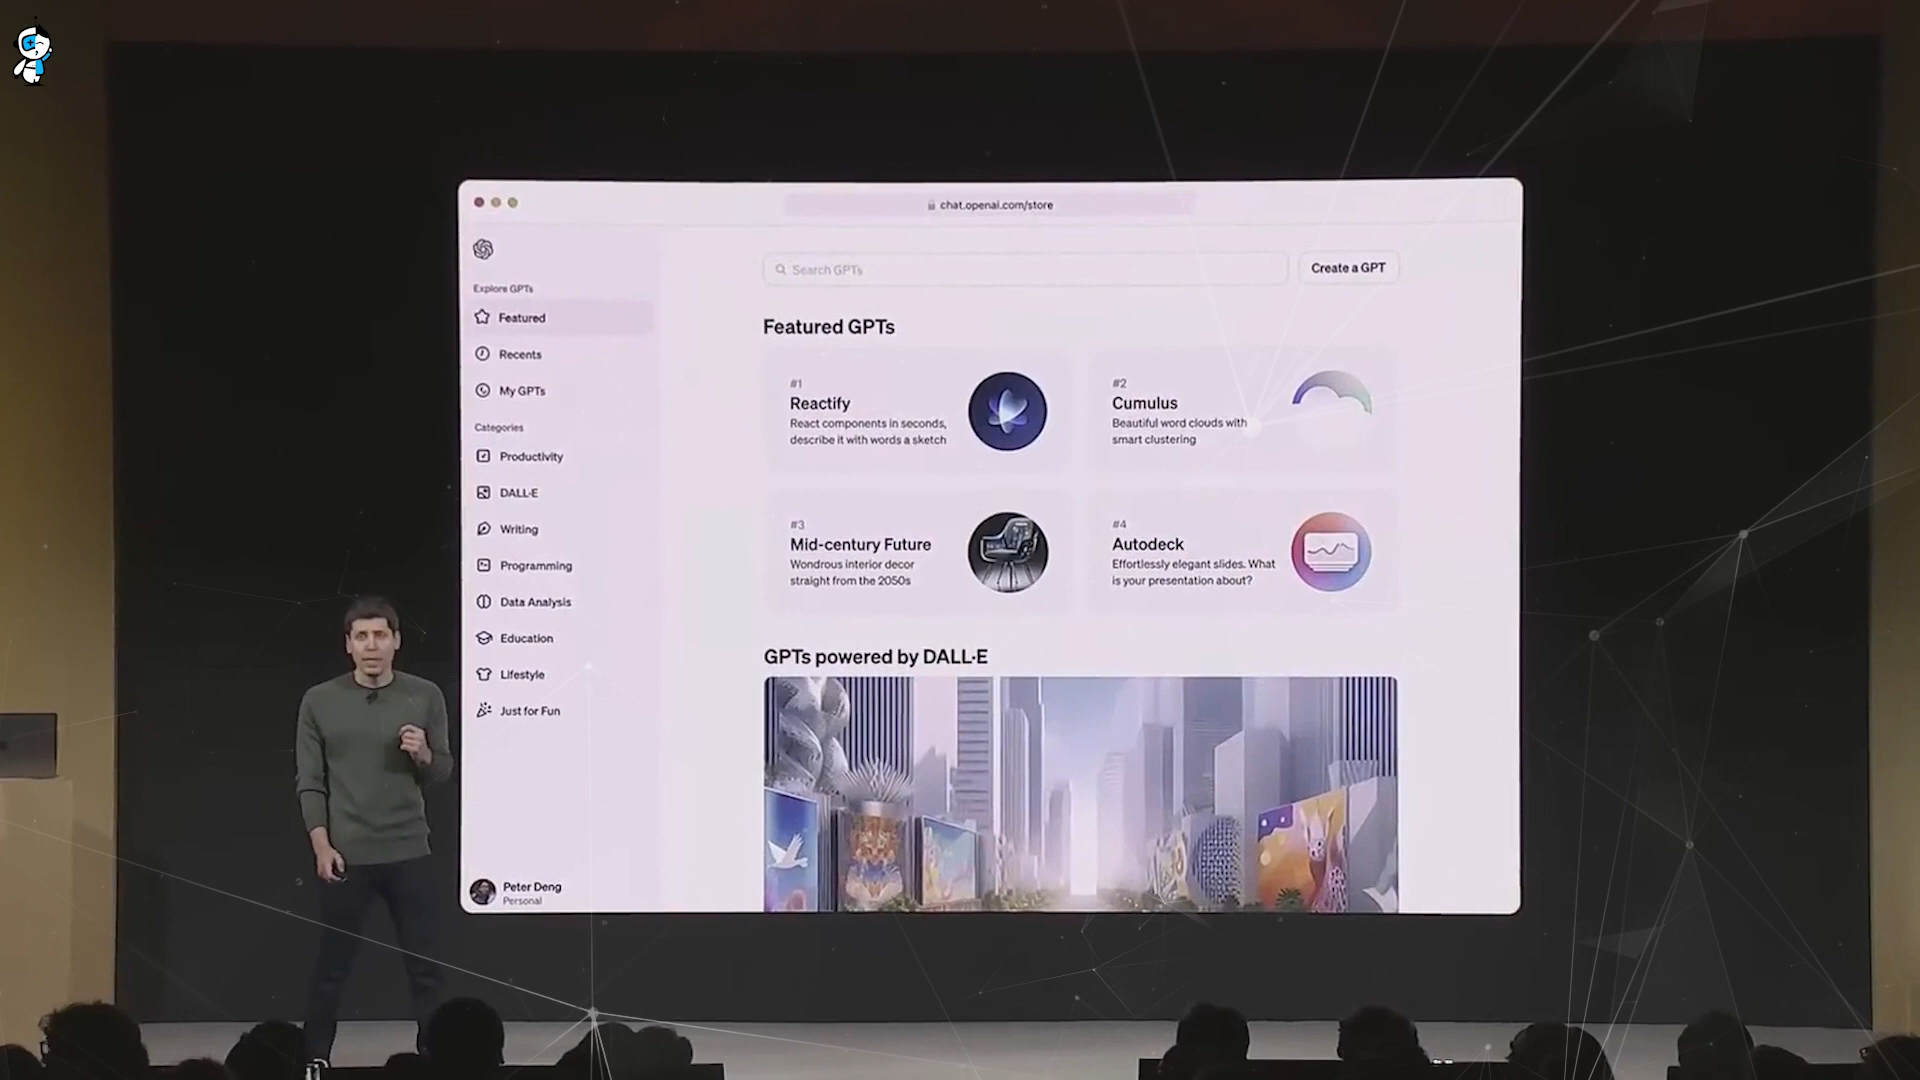 chat.openai.com/store
Search GPTs
Create a GPT
Explore GPTs
Featured
Recents
My GPTs
Categories
Productivity
DALL·E
Writing
Programming
Data Analysis
Education
Lifestyle
Just for Fun
Peter Deng
Personal
Featured GPTs
#1
Reactify
React components in seconds,
describe it with words a sketch
#2
Cumulus
Beautiful word clouds with
smart clustering
#3
Mid-century Future
Wondrous interior decor
straight from the 2050s
#4
Autodeck
Effortlessly elegant slides. What
is your presentation about?
GPTs powered by DALL·E